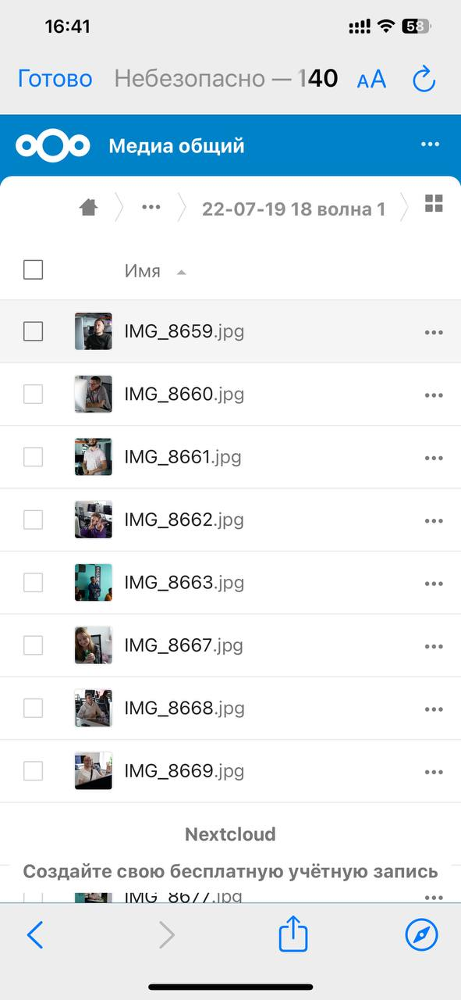 16:41
58
Готово
Небезопасно — 140
AA
Медиа общий
22-07-19 18 волна 1
Имя
IMG_8659.jpg
IMG_8660.jpg
IMG_8661.jpg
IMG_8662.jpg
IMG_8663.jpg
IMG_8667.jpg
IMG_8668.jpg
IMG_8669.jpg
Nextcloud
Создайте свою бесплатную учётную запись
IMG_8677.jpg